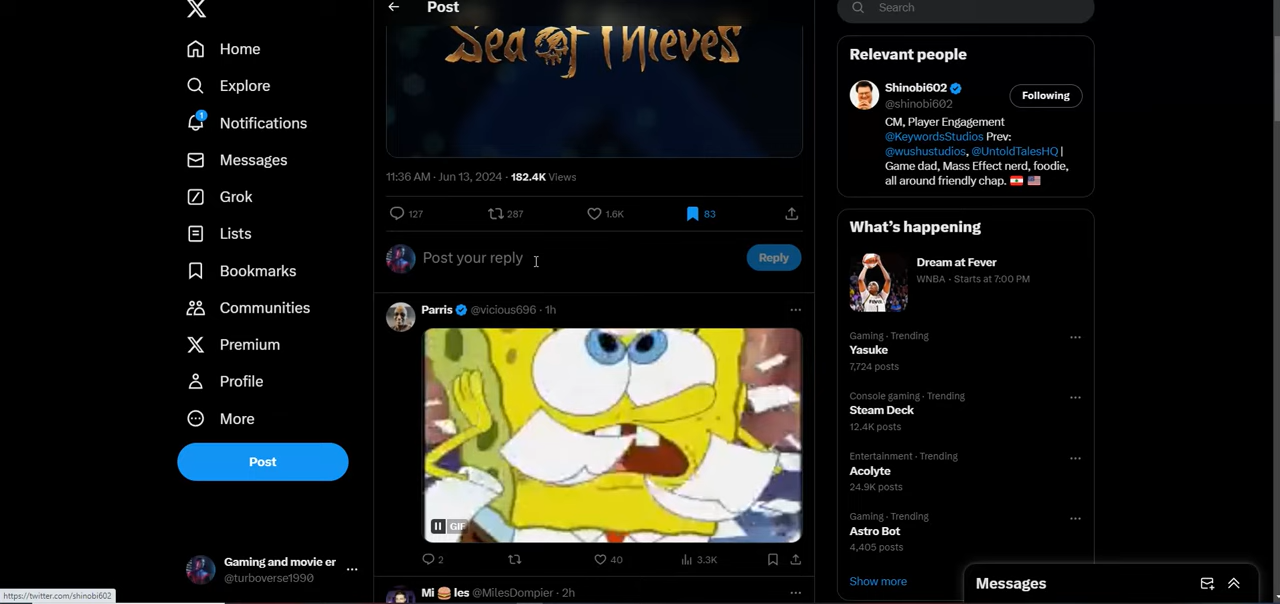 Home
Explore
1
Notifications
Messages
Grok
Lists
Bookmarks
Communities
Premium
Profile
More
Post
Gaming and movie er
@turboverse1990
https://twitter.com/shinobi602
Post
Sea of Thieves
11:36 AM · Jun 13, 2024 · 182.4K Views
127 287 1.6K 83
Post your reply
Reply
Parris @vicious696 · 1h
GIF
2 40 3.3K
Mi les @MilesDompier · 2h
Search
Relevant people
Shinobi602
@shinobi602
Following
CM, Player Engagement
@KeywordsStudios Prev:
@wushustudios, @UntoldTalesHQ |
Game dad, Mass Effect nerd, foodie,
all around friendly chap.
What's happening
Dream at Fever
WNBA · Starts at 7:00 PM
Gaming · Trending
Yasuke
7,724 posts
Console gaming · Trending
Steam Deck
12.4K posts
Entertainment · Trending
Acolyte
24.9K posts
Gaming · Trending
Astro Bot
4,405 posts
Show more
Messages